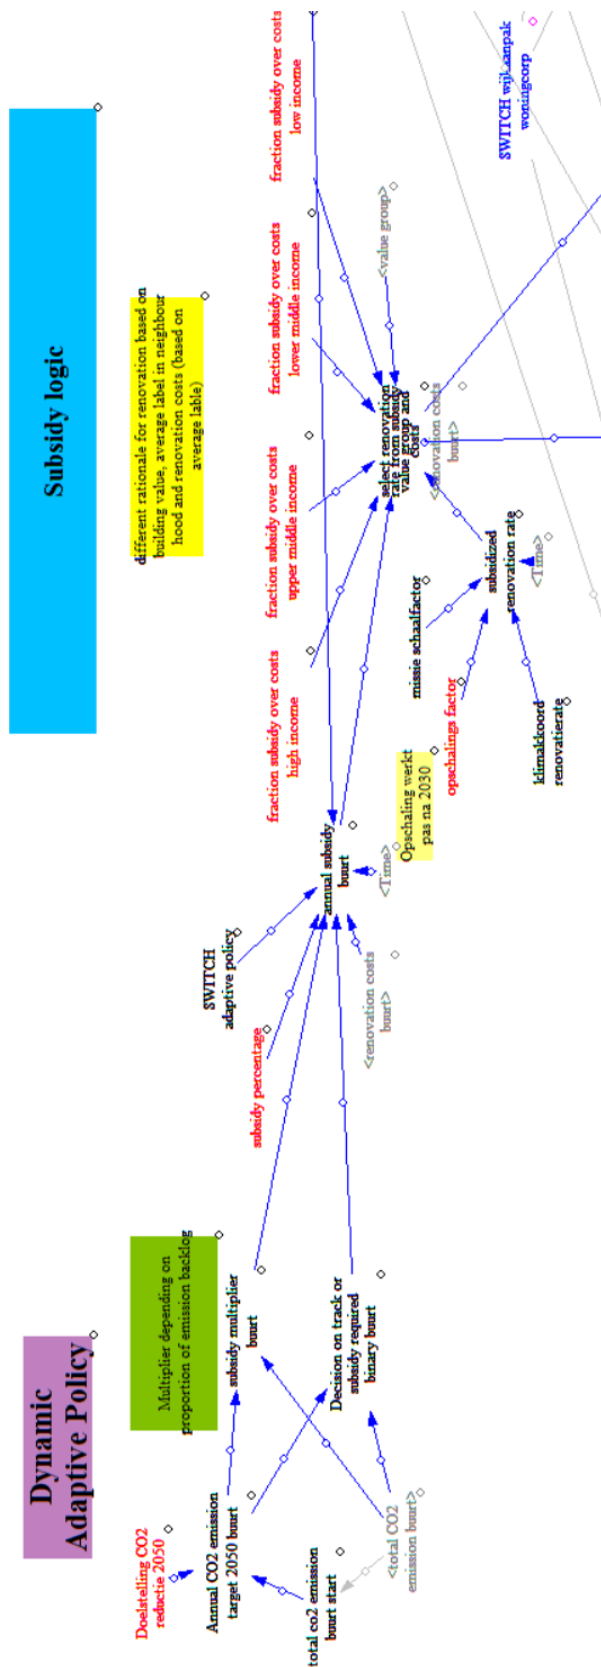 Dynamic
Adaptive Policy
Subsidy logic
Doelstelling CO2
reductie 2050
Multiplier depending on
proportion of emission backlog
Annual CO2 emission
target 2050 buurt
subsidy multiplier
buurt
total co2 emission
buurt start
Decision on track or
subsidy required
binary buurt
<total CO2
emission buurt>
SWITCH
adaptive policy
subsidy percentage
annual subsidy
buurt
<renovation costs
buurt>
<Time>
different rationale for renovation based on
building value, average label in neighbour
hood and renovation costs (based on
average lable)
fraction subsidy over costs
high income
fraction subsidy over costs
upper middle income
fraction subsidy over costs
lower middle income
fraction subsidy over costs
low income
<value group>
select renovation
rate from subsidy
value group and
costs
<renovation costs
buurt>
Opschaling werkt
pas na 2030
missie schaalfactor
opschalings factor
subsidized
renovation rate
<Time>
klimakkoord
renovatierate
SWITCH wijkaanpak
woningcorp